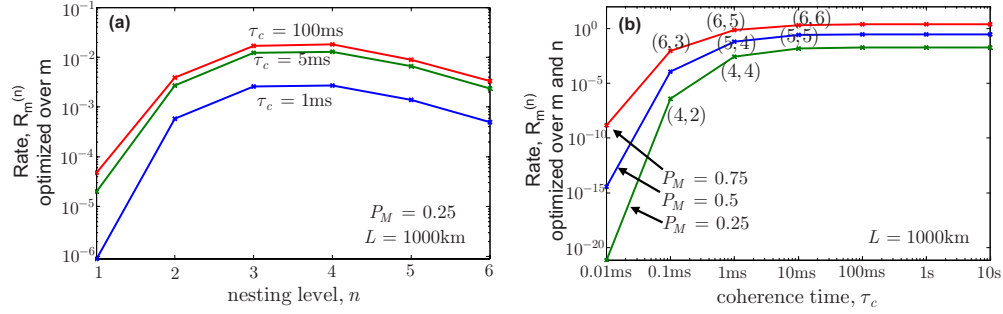 (a)
Rate, R_m^(n)
optimized over m
10^-1
10^-2
10^-3
10^-4
10^-5
10^-6
τ_c = 100ms
τ_c = 5ms
τ_c = 1ms
P_M = 0.25
L = 1000km
1 2 3 4 5 6
nesting level, n
(b)
Rate, R_m^(n)
optimized over m and n
10^0
10^-5
10^-10
10^-15
10^-20
(6,3) (6,5) (6,6)
(5,4) (5,5)
(4,4)
(4,2)
P_M = 0.75
P_M = 0.5
P_M = 0.25
L = 1000km
0.01ms 0.1ms 1ms 10ms 100ms 1s 10s
coherence time, τ_c